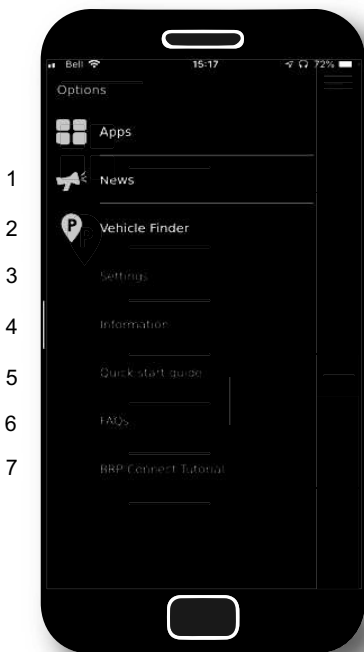 Bell 15:17 72%
Options
Apps
1 News
2 P Vehicle Finder
3 Settings
4 Information
5 Quick start guide
6 FAQs
7 BRP Connect Tutorial